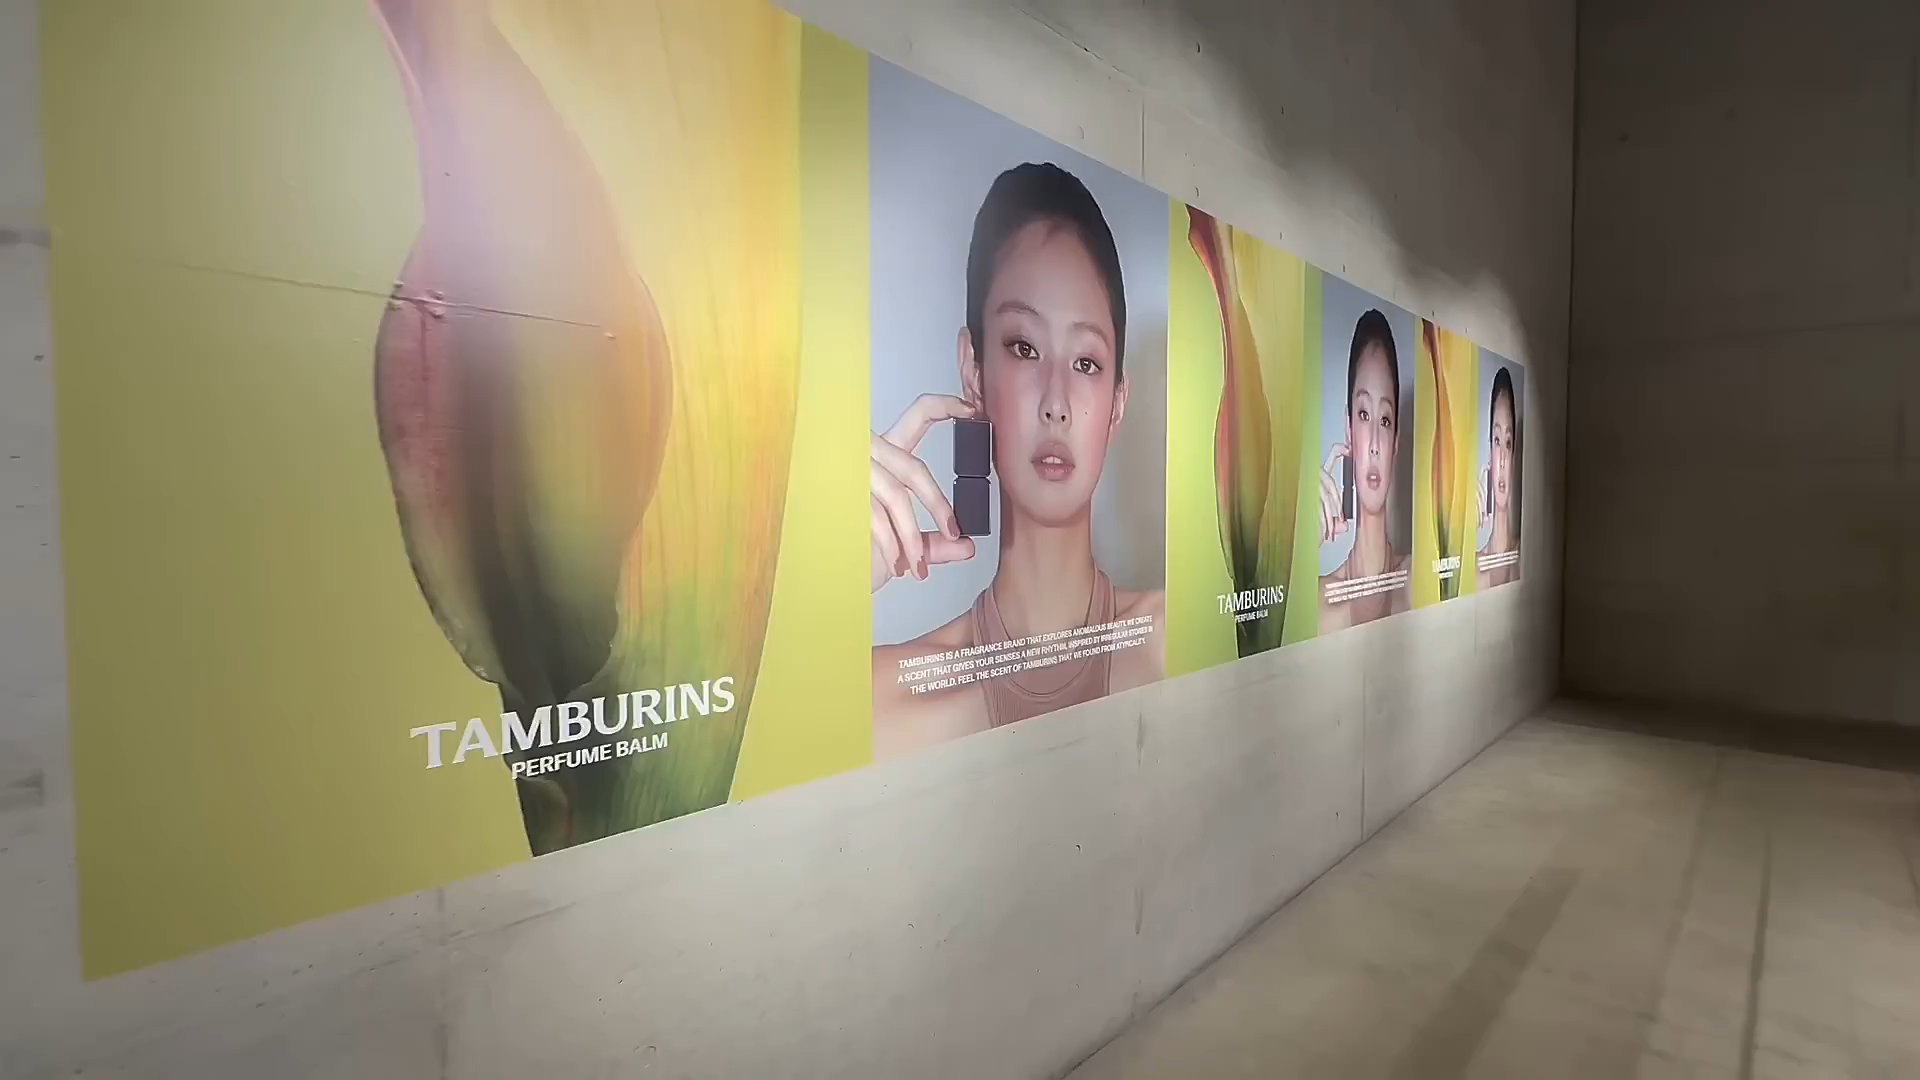 TAMBURINS
PERFUME BALM
TAMBURINS IS A FRAGRANCE BRAND THAT EXPLORES ANOMALOUS BEAUTY. WE CREATE
A SCENT THAT GIVES YOUR SENSES A NEW RHYTHM, INSPIRED BY IRREGULAR STORIES IN
THE WORLD. FEEL THE SCENT OF TAMBURINS THAT WE FOUND FROM ATYPICALITY.
TAMBURINS
PERFUME BALM
TAMBURINS